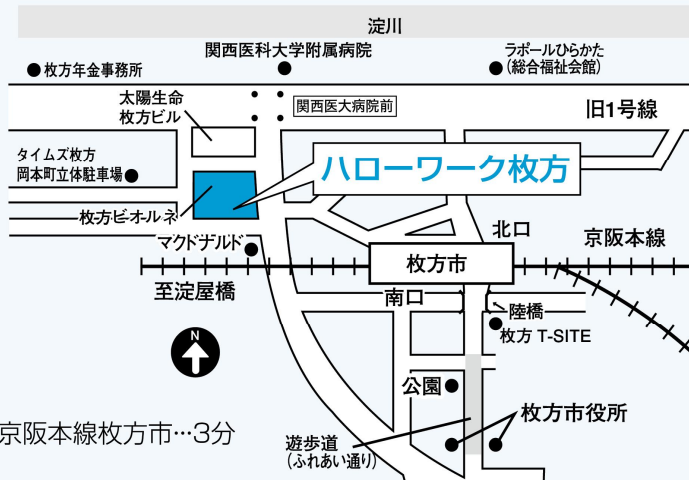 淀川
関西医科大学附属病院
ラポールひらかた
(総合福祉会館)
枚方年金事務所
太陽生命
枚方ビル
関西医大病院前
旧1号線
タイムズ枚方
岡本町立体駐車場
ハローワーク枚方
枚方ビオルネ
マクドナルド
北口
京阪本線
枚方市
至淀屋橋
南口
陸橋
枚方 T-SITE
N
公園
枚方市役所
京阪本線枚方市…3分
遊歩道
(ふれあい通り)